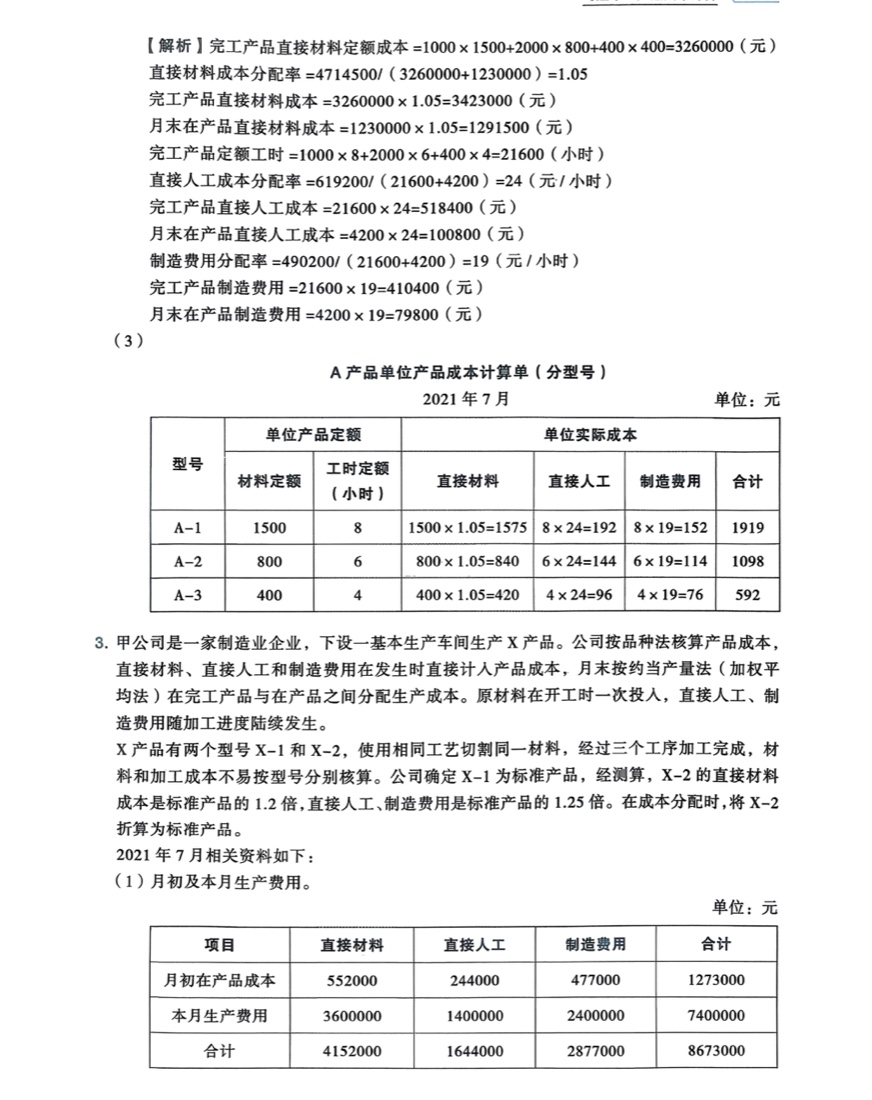 【解析】完工产品直接材料定额成本 =1000 × 1500+2000 × 800+400 × 400=3260000（元）
直接材料成本分配率 =4714500/（3260000+1230000）=1.05
完工产品直接材料成本 =3260000 × 1.05=3423000（元）
月末在产品直接材料成本 =1230000 × 1.05=1291500（元）
完工产品定额工时 =1000 × 8+2000 × 6+400 × 4=21600（小时）
直接人工成本分配率 =619200/（21600+4200）=24（元 / 小时）
完工产品直接人工成本 =21600 × 24=518400（元）
月末在产品直接人工成本 =4200 × 24=100800（元）
制造费用分配率 =490200/（21600+4200）=19（元 / 小时）
完工产品制造费用 =21600 × 19=410400（元）
月末在产品制造费用 =4200 × 19=79800（元）
（3）
A 产品单位产品成本计算单（分型号）
2021 年 7 月 单位：元
型号 单位产品定额 单位实际成本
材料定额 工时定额（小时） 直接材料 直接人工 制造费用 合计
A-1 1500 8 1500 × 1.05=1575 8 × 24=192 8 × 19=152 1919
A-2 800 6 800 × 1.05=840 6 × 24=144 6 × 19=114 1098
A-3 400 4 400 × 1.05=420 4 × 24=96 4 × 19=76 592
3. 甲公司是一家制造业企业，下设一基本生产车间生产 X 产品。公司按品种法核算产品成本，
直接材料、直接人工和制造费用在发生时直接计入产品成本，月末按约当产量法（加权平
均法）在完工产品与在产品之间分配生产成本。原材料在开工时一次投入，直接人工、制
造费用随加工进度陆续发生。
X 产品有两个型号 X-1 和 X-2，使用相同工艺切割同一材料，经过三个工序加工完成，材
料和加工成本不易按型号分别核算。公司确定 X-1 为标准产品，经测算，X-2 的直接材料
成本是标准产品的 1.2 倍，直接人工、制造费用是标准产品的 1.25 倍。在成本分配时，将 X-2
折算为标准产品。
2021 年 7 月相关资料如下：
（1）月初及本月生产费用。
单位：元
项目 直接材料 直接人工 制造费用 合计
月初在产品成本 552000 244000 477000 1273000
本月生产费用 3600000 1400000 2400000 7400000
合计 4152000 1644000 2877000 8673000